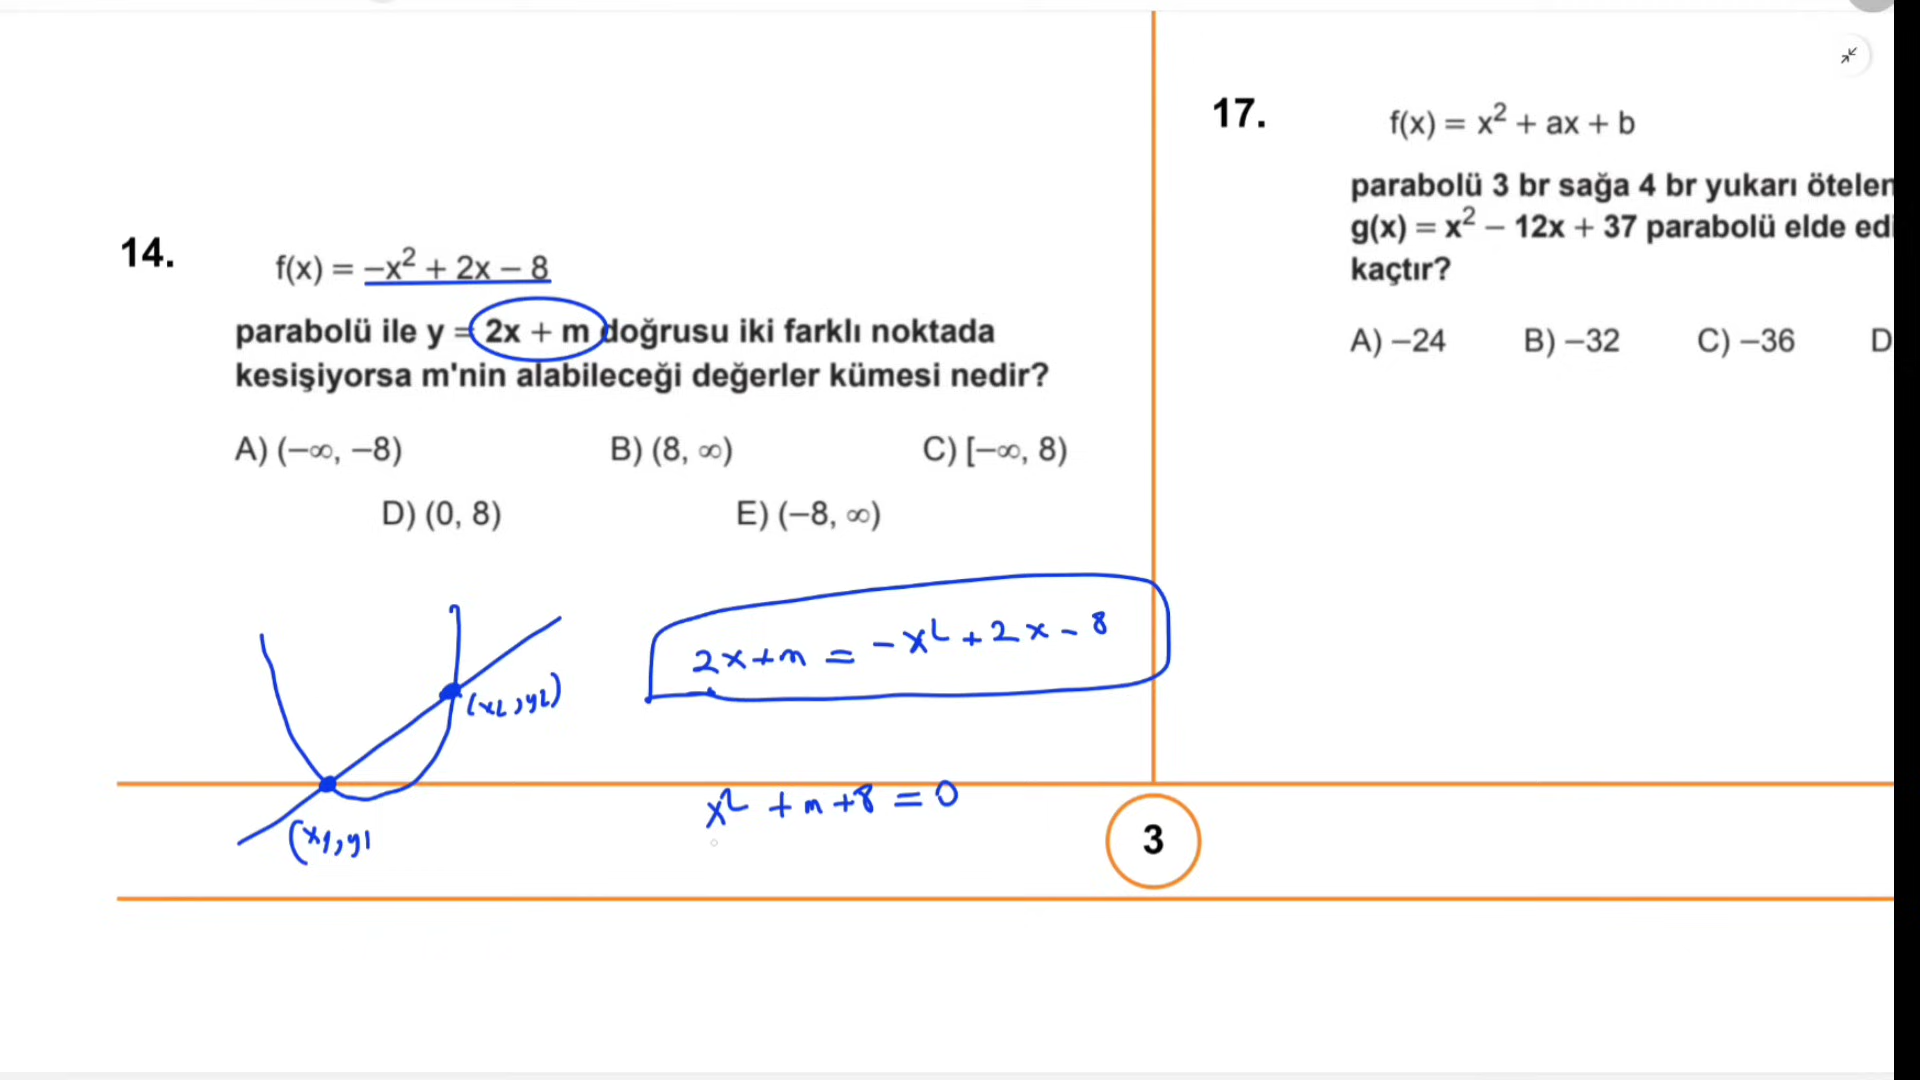 14.
f(x) = –x² + 2x – 8
parabolü ile y = 2x + m doğrusu iki farklı noktada
kesişiyorsa m'nin alabileceği değerler kümesi nedir?
A) (–∞, –8) B) (8, ∞) C) [–∞, 8)
D) (0, 8) E) (–8, ∞)
2x+m = -x²+2x-8
(x2,y2)
x² + m+8 = 0
(x1,y1
3
17.
f(x) = x² + ax + b
parabolü 3 br sağa 4 br yukarı ötelen
g(x) = x² – 12x + 37 parabolü elde edi
kaçtır?
A) –24 B) –32 C) –36 D